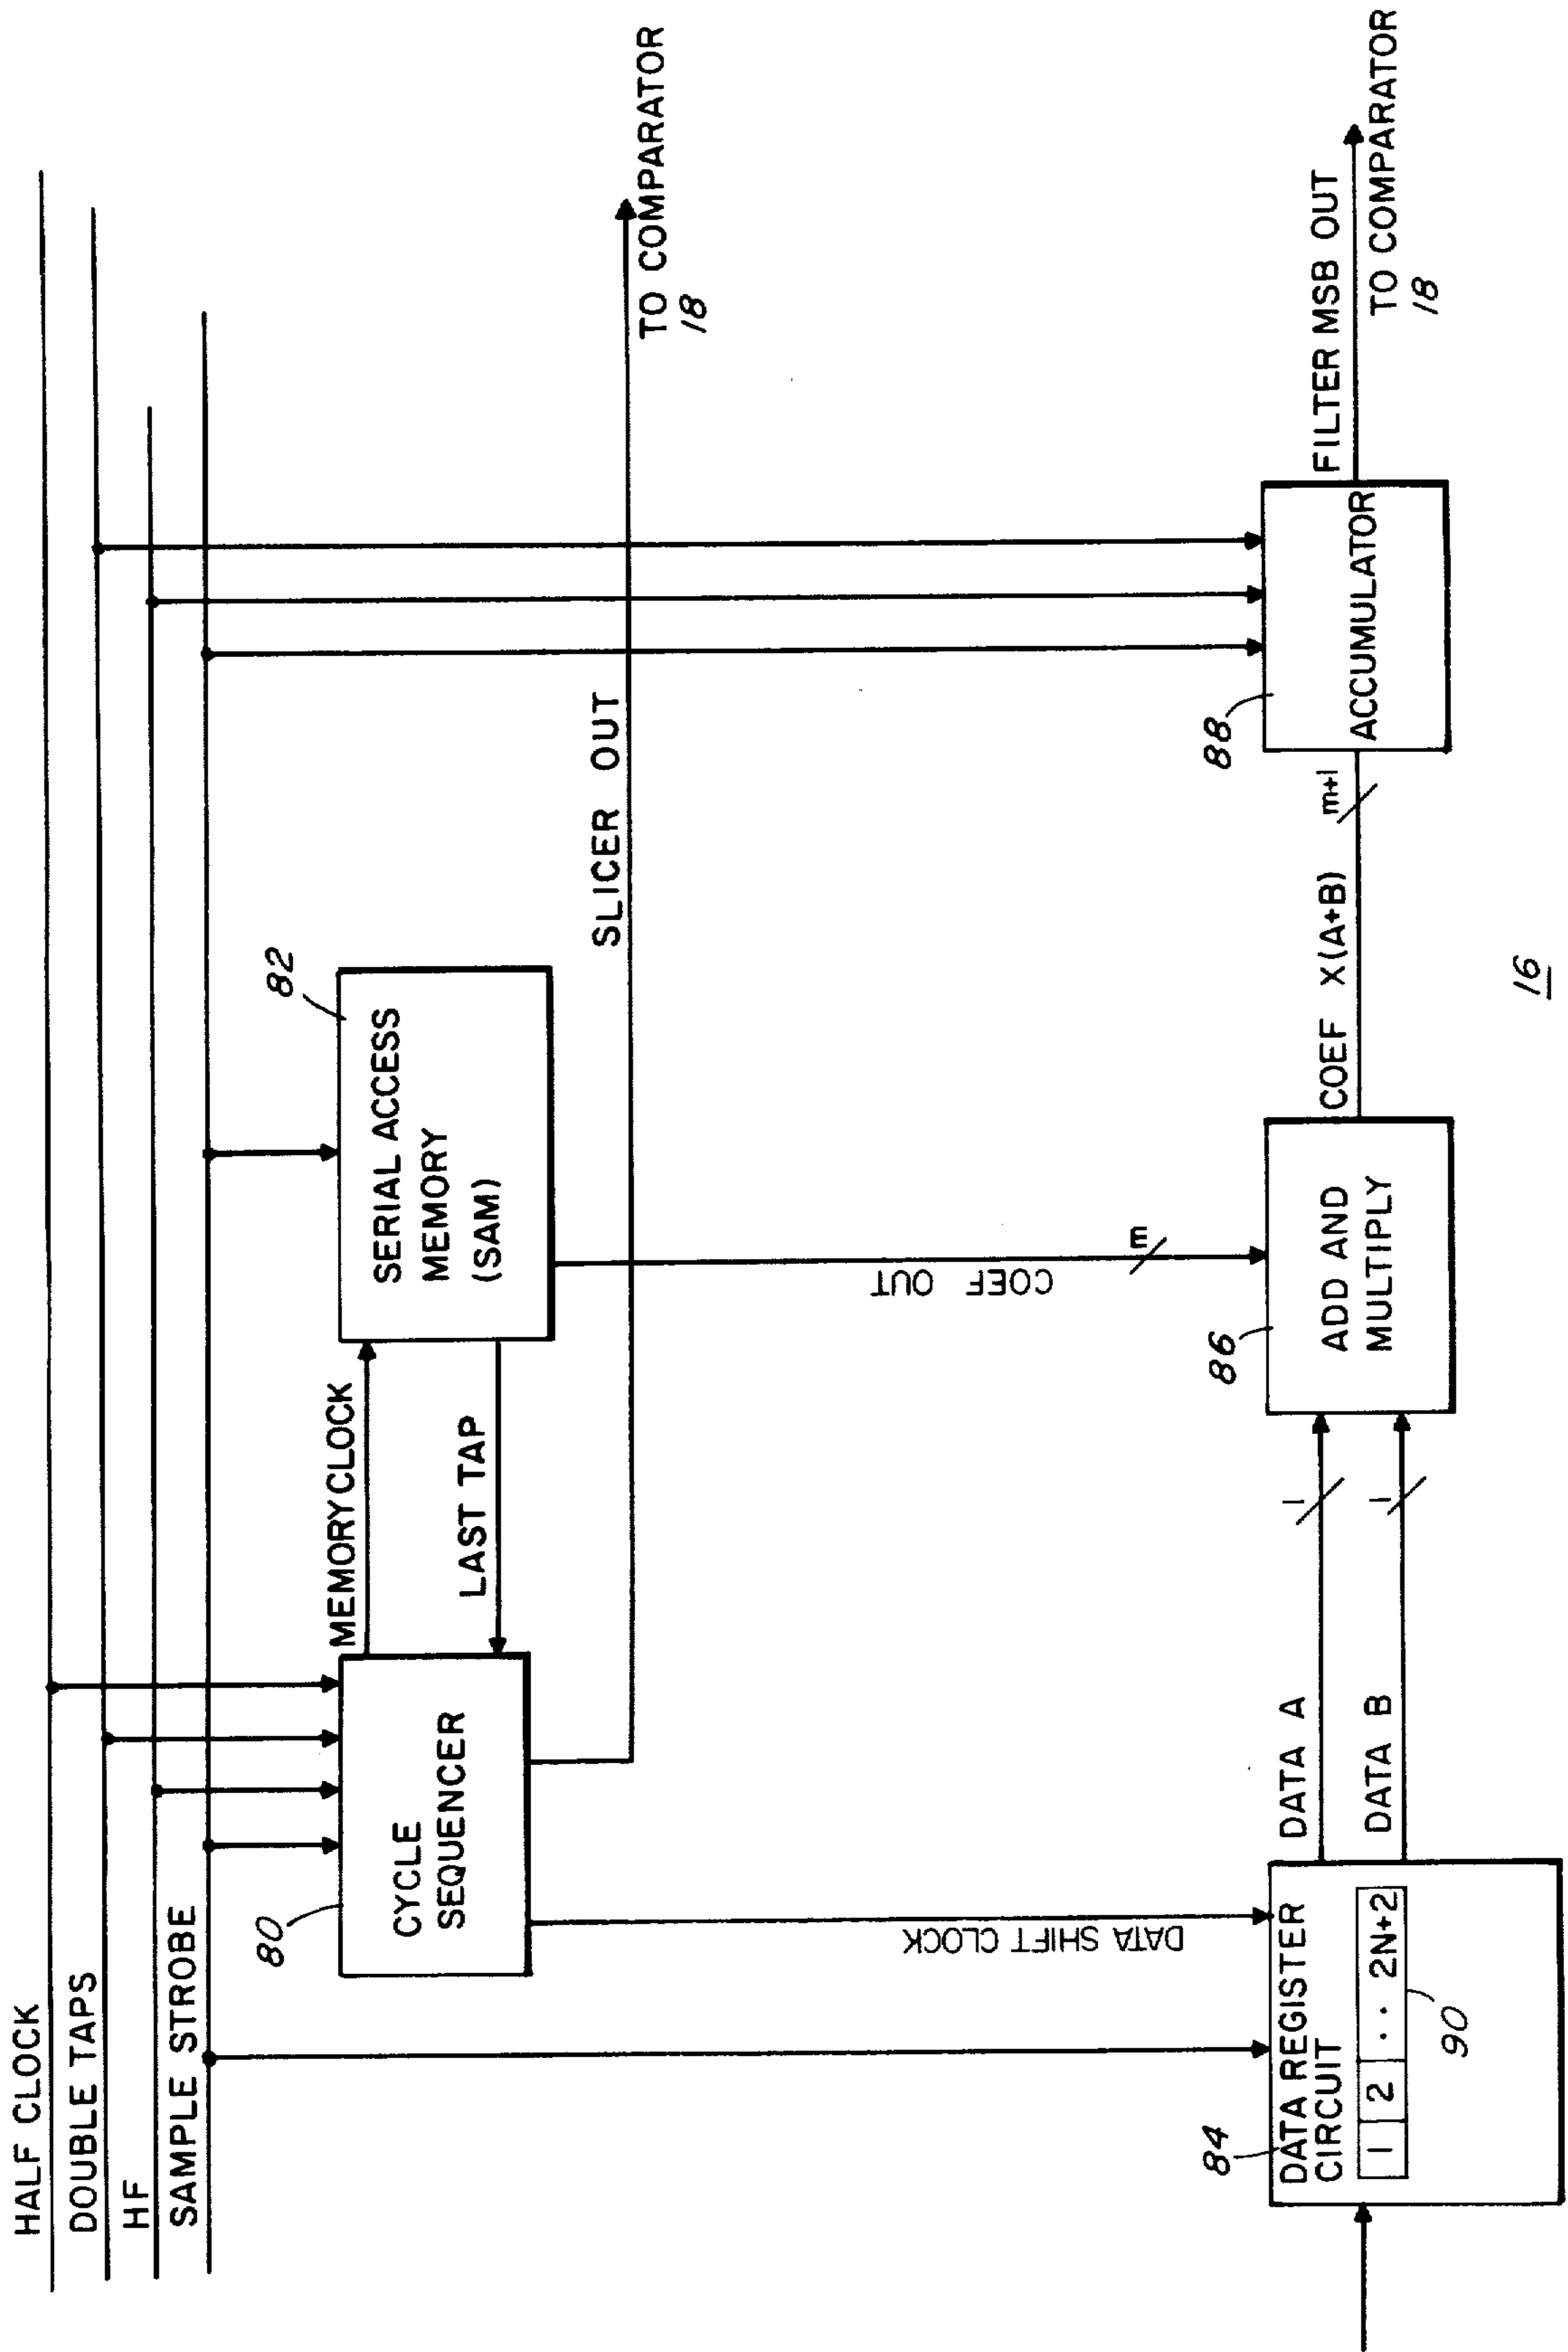 HALF CLOCK
DOUBLE TAPS
HF
SAMPLE STROBE
80
CYCLE
SEQUENCER
MEMORY CLOCK
LAST TAP
82
SERIAL ACCESS
MEMORY
(SAM)
SLICER OUT
TO COMPARATOR
18
DATA SHIFT CLOCK
COEF OUT
m
84
DATA REGISTER
CIRCUIT
1 2 . . 2N+2
90
DATA A
1
DATA B
1
86
ADD AND
MULTIPLY
COEF X(A+B)
m+1
88
ACCUMULATOR
FILTER MSB OUT
TO COMPARATOR
18
16